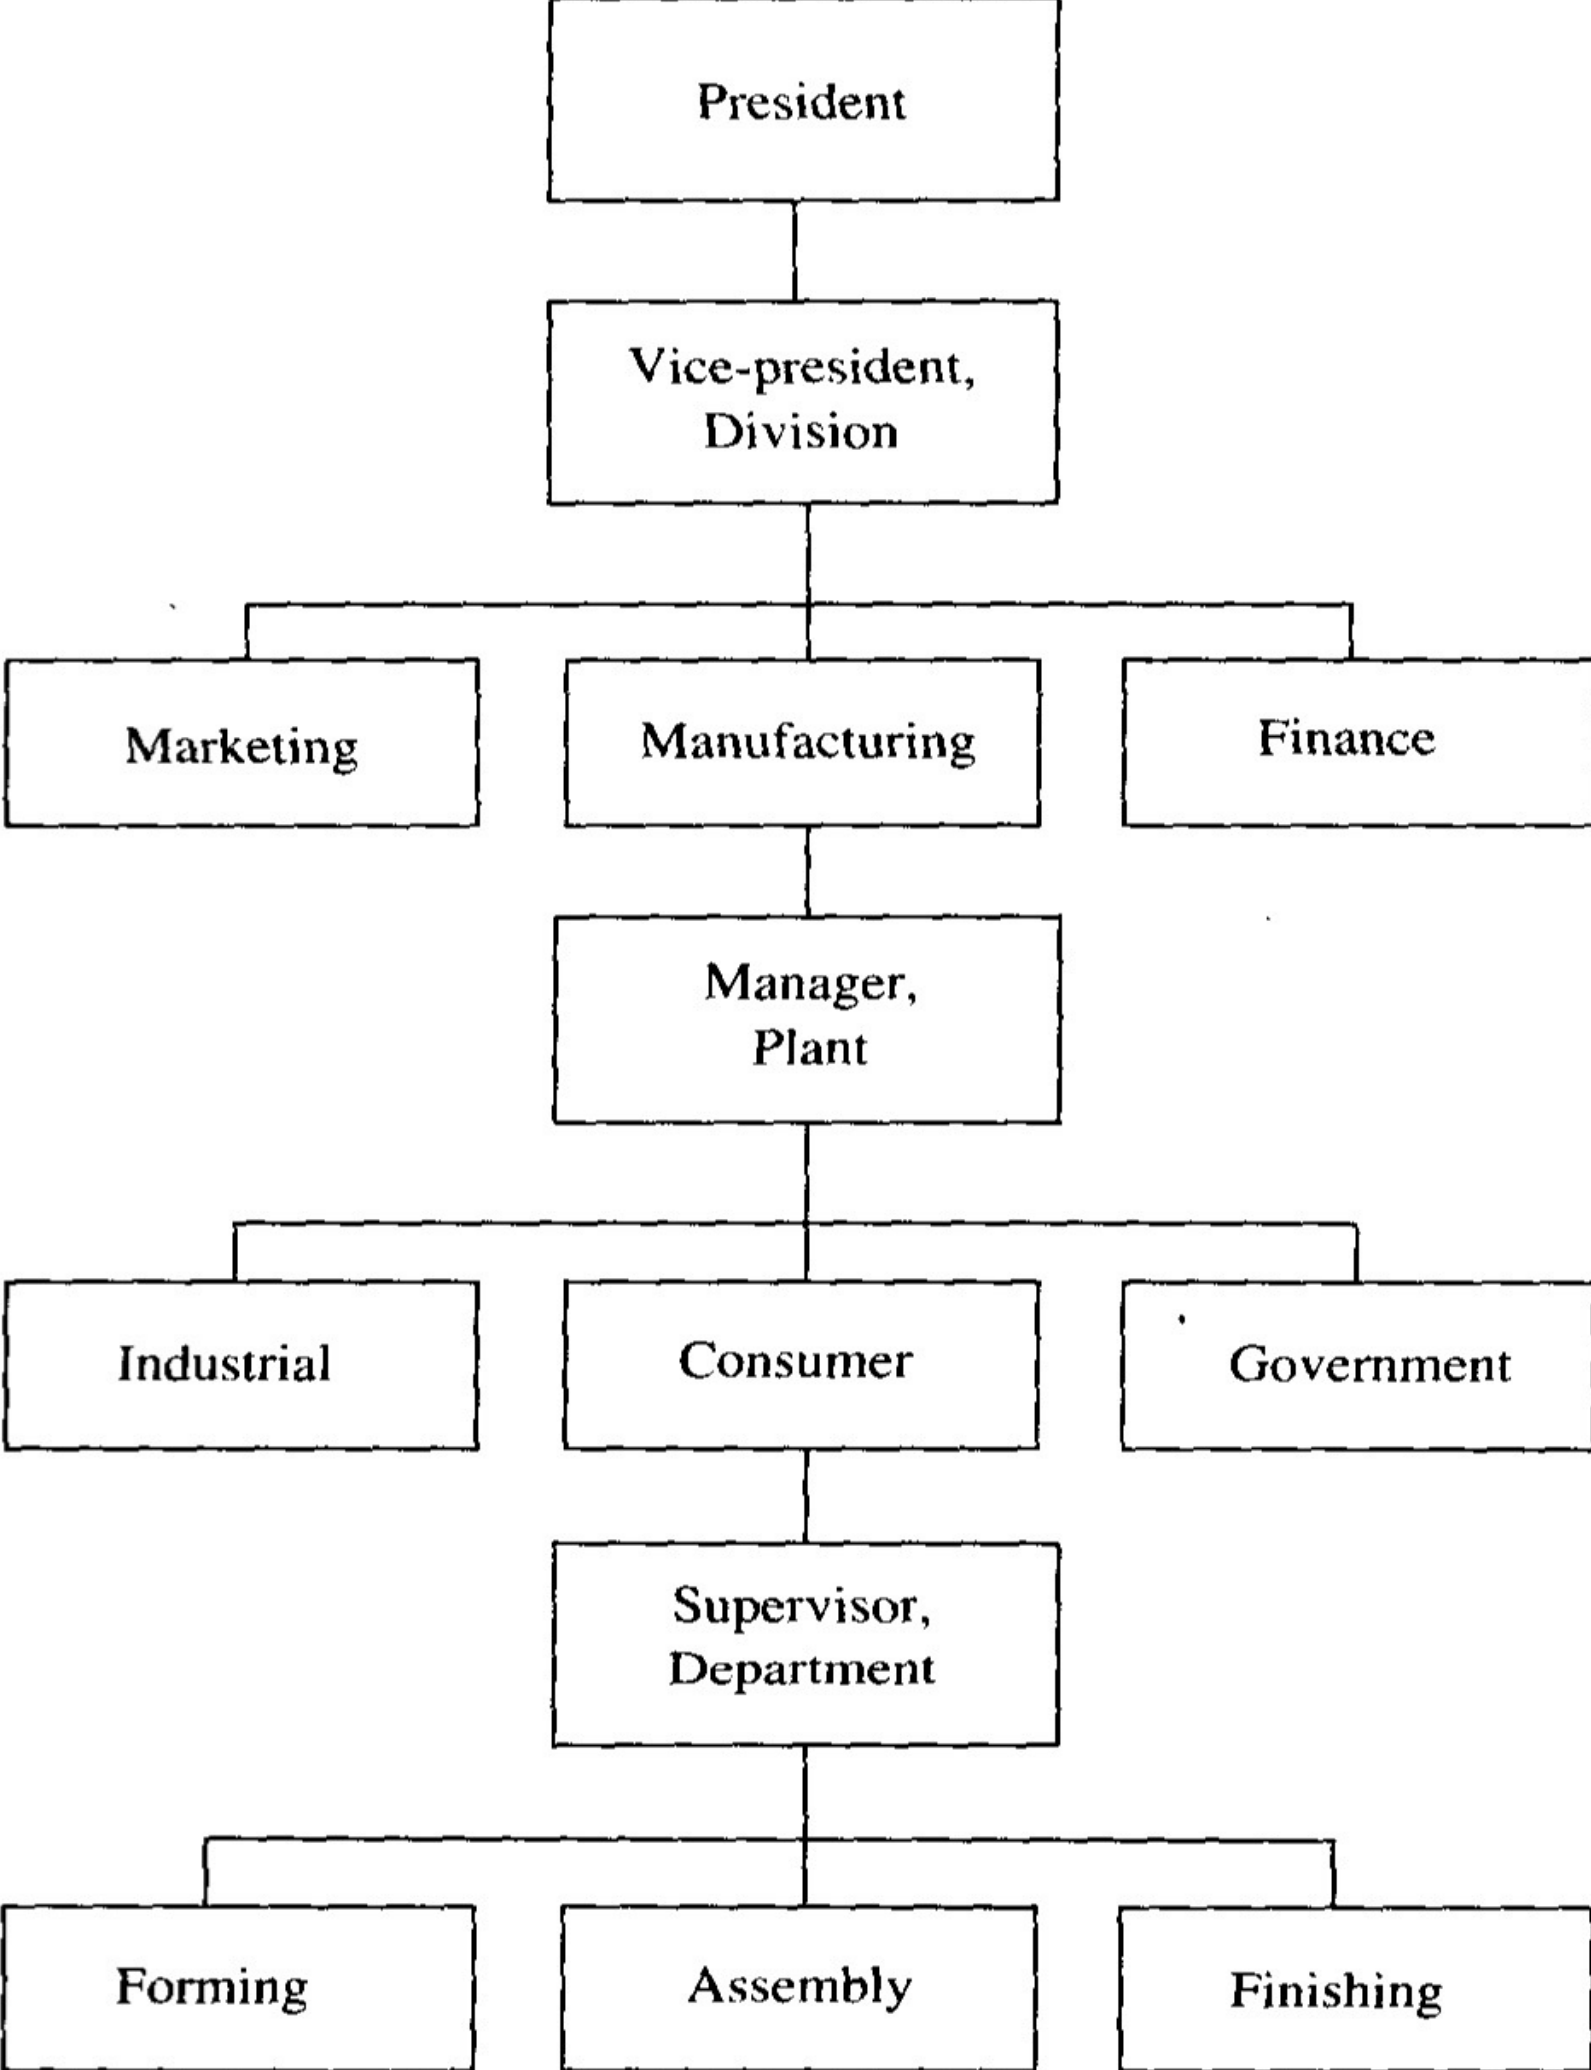 President
Vice-president,
Division
Marketing
Manufacturing
Finance
Manager,
Plant
Industrial
Consumer
Government
Supervisor,
Department
Forming
Assembly
Finishing